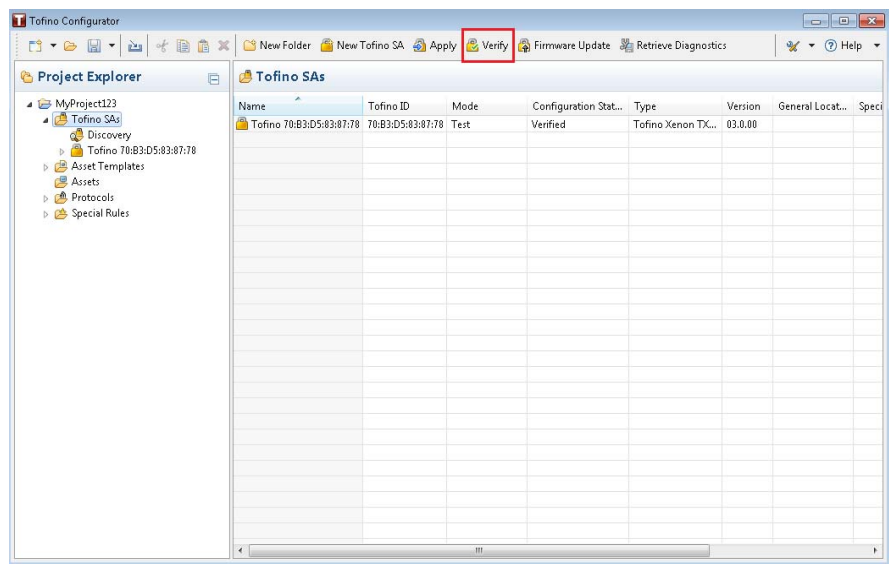 Tofino Configurator
New Folder New Tofino SA Apply Verify Firmware Update Retrieve Diagnostics Help
Project Explorer
Tofino SAs
MyProject123
Tofino SAs
Discovery
Tofino 70:B3:D5:83:87:78
Asset Templates
Assets
Protocols
Special Rules
Name Tofino ID Mode Configuration Stat... Type Version General Locat... Speci
Tofino 70:B3:D5:83:87:78 70:B3:D5:83:87:78 Test Verified Tofino Xenon TX... 03.0.00